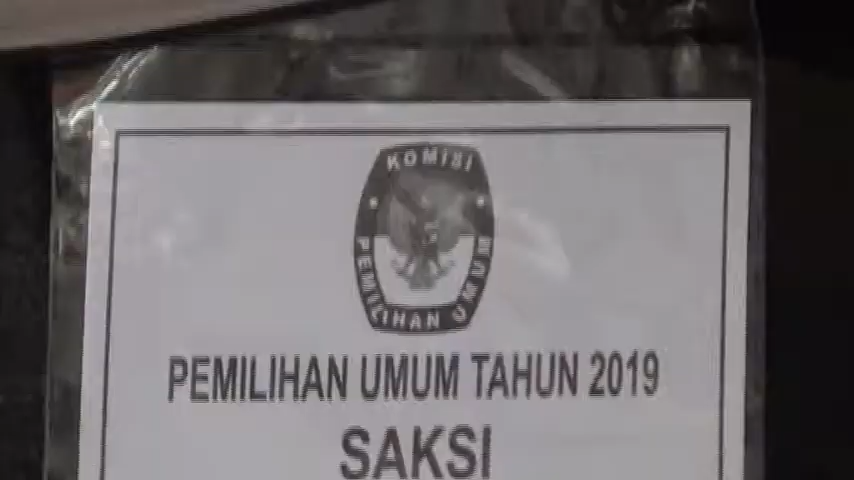 KOMISI
PEMILIHAN UMUM
PEMILIHAN UMUM TAHUN 2019
SAKSI